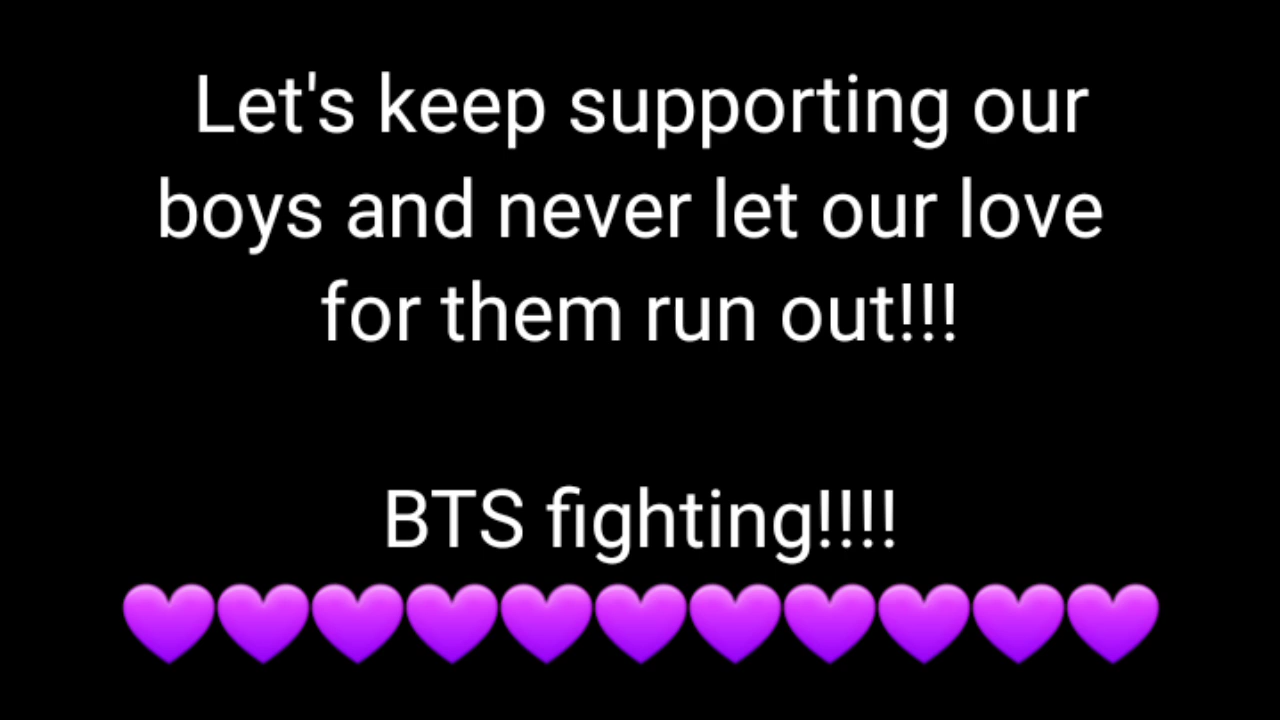 Let's keep supporting our
boys and never let our love
for them run out!!!
BTS fighting!!!!
💜💜💜💜💜💜💜💜💜💜💜